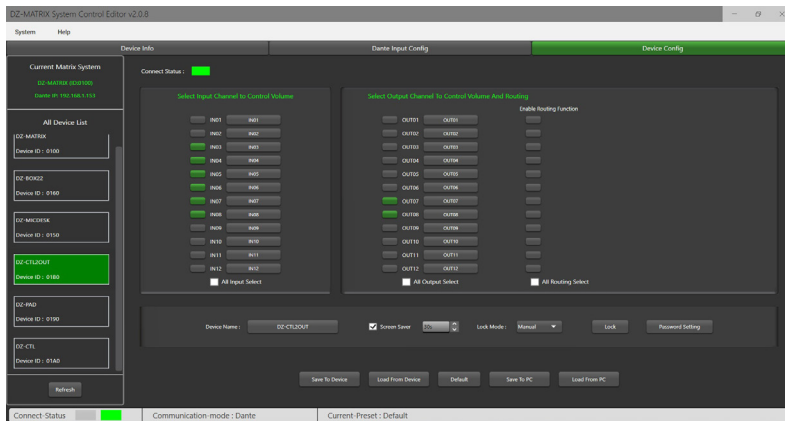 DZ-MATRIX System Control Editor v2.0.8
System Help
Device Info Dante Input Config Device Config
Current Matrix System
DZ-MATRIX (ID:0100)
Dante IP: 192.168.1.153
All Device List
DZ-MATRIX
Device ID : 0100
DZ-BOX22
Device ID : 0160
DZ-MICDESK
Device ID : 0150
DZ-CTL2OUT
Device ID : 01B0
DZ-PAD
Device ID : 0190
DZ-CTL
Device ID : 01A0
Refresh
Connect Status :
Select Input Channel to Control Volume
IN01 IN01
IN02 IN02
IN03 IN03
IN04 IN04
IN05 IN05
IN06 IN06
IN07 IN07
IN08 IN08
IN09 IN09
IN10 IN10
IN11 IN11
IN12 IN12
All Input Select
Select Output Channel To Control Volume And Routing
Enable Routing Function
OUT01 OUT01
OUT02 OUT02
OUT03 OUT03
OUT04 OUT04
OUT05 OUT05
OUT06 OUT06
OUT07 OUT07
OUT08 OUT08
OUT09 OUT09
OUT10 OUT10
OUT11 OUT11
OUT12 OUT12
All Output Select All Routing Select
Device Name : DZ-CTL2OUT Screen Saver 20s Lock Mode : Manual Lock Password Setting
Save To Device Load From Device Default Save To PC Load From PC
Connect-Status Communication-mode : Dante Current-Preset : Default